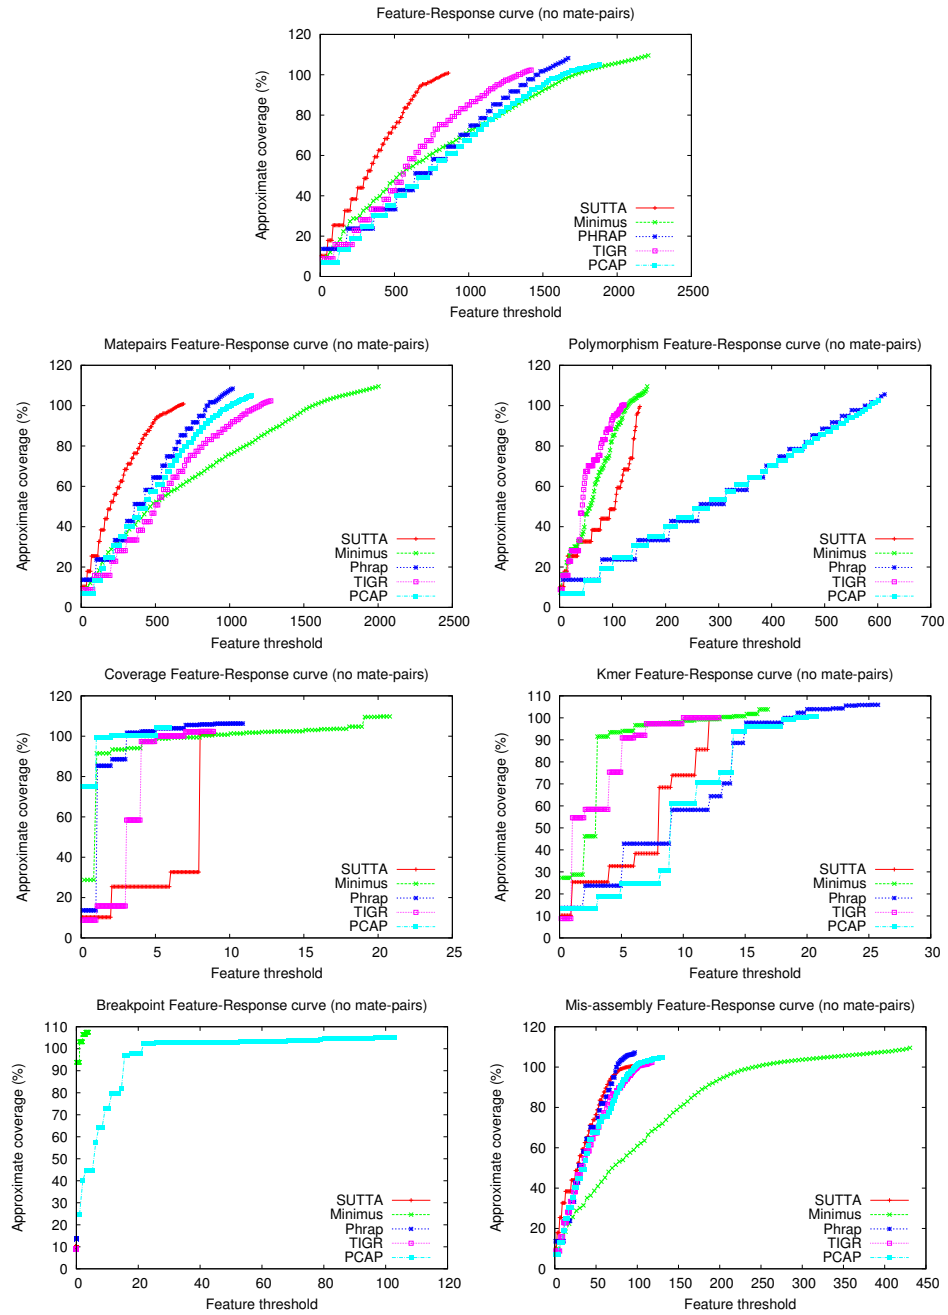 Feature-Response curve (no mate-pairs)
Approximate coverage (%)
120
100
80
60
40
20
0
SUTTA
Minimus
PHRAP
TIGR
PCAP
0 500 1000 1500 2000 2500
Feature threshold
Matepairs Feature-Response curve (no mate-pairs)
Approximate coverage (%)
120
100
80
60
40
20
0
SUTTA
Minimus
Phrap
TIGR
PCAP
0 500 1000 1500 2000 2500
Feature threshold
Polymorphism Feature-Response curve (no mate-pairs)
Approximate coverage (%)
120
100
80
60
40
20
0
SUTTA
Minimus
Phrap
TIGR
PCAP
0 100 200 300 400 500 600 700
Feature threshold
Coverage Feature-Response curve (no mate-pairs)
Approximate coverage (%)
120
100
80
60
40
20
0
SUTTA
Minimus
Phrap
TIGR
PCAP
0 5 10 15 20 25
Feature threshold
Kmer Feature-Response curve (no mate-pairs)
Approximate coverage (%)
110
100
90
80
70
60
50
40
30
20
10
0
SUTTA
Minimus
Phrap
TIGR
PCAP
0 5 10 15 20 25 30
Feature threshold
Breakpoint Feature-Response curve (no mate-pairs)
Approximate coverage (%)
110
100
90
80
70
60
50
40
30
20
10
0
SUTTA
Minimus
Phrap
TIGR
PCAP
0 20 40 60 80 100 120
Feature threshold
Mis-assembly Feature-Response curve (no mate-pairs)
Approximate coverage (%)
120
100
80
60
40
20
0
SUTTA
Minimus
Phrap
TIGR
PCAP
0 50 100 150 200 250 300 350 400 450
Feature threshold